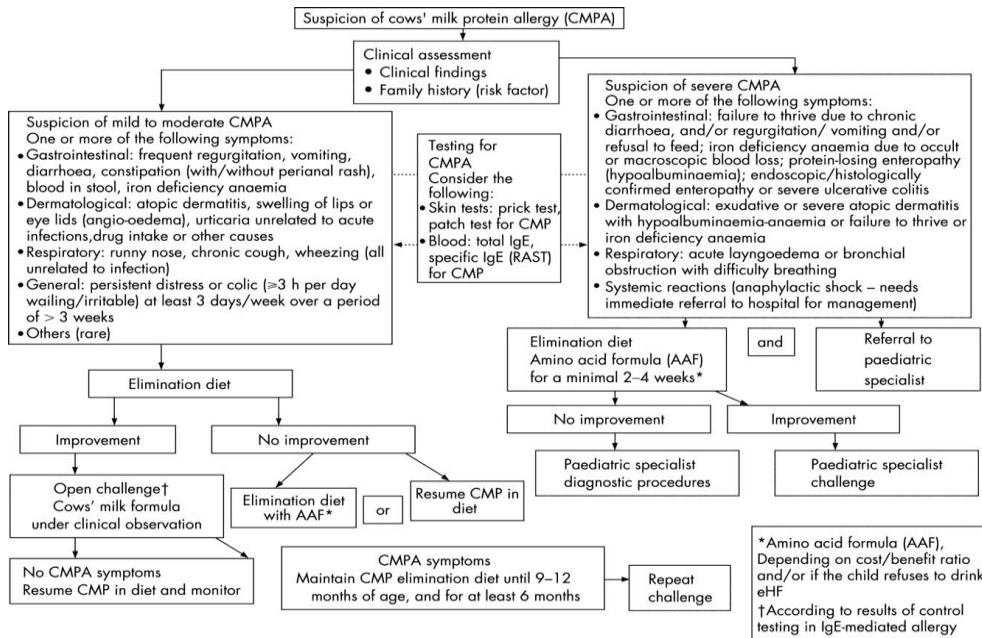 Suspicion of cows' milk protein allergy (CMPA)
Clinical assessment
• Clinical findings
• Family history (risk factor)
Suspicion of mild to moderate CMPA
One or more of the following symptoms:
• Gastrointestinal: frequent regurgitation, vomiting,
diarrhoea, constipation (with/without perianal rash),
blood in stool, iron deficiency anaemia
• Dermatological: atopic dermatitis, swelling of lips or
eye lids (angio-oedema), urticaria unrelated to acute
infections,drug intake or other causes
• Respiratory: runny nose, chronic cough, wheezing (all
unrelated to infection)
• General: persistent distress or colic (⩾3 h per day
wailing/irritable) at least 3 days/week over a period
of > 3 weeks
• Others (rare)
Testing for
CMPA
Consider the
following:
• Skin tests: prick test,
patch test for CMP
• Blood: total IgE,
specific IgE (RAST)
for CMP
Suspicion of severe CMPA
One or more of the following symptoms:
• Gastrointestinal: failure to thrive due to chronic
diarrhoea, and/or regurgitation/ vomiting and/or
refusal to feed; iron deficiency anaemia due to occult
or macroscopic blood loss; protein-losing enteropathy
(hypoalbuminaemia); endoscopic/histologically
confirmed enteropathy or severe ulcerative colitis
• Dermatological: exudative or severe atopic dermatitis
with hypoalbuminaemia-anaemia or failure to thrive or
iron deficiency anaemia
• Respiratory: acute layngoedema or bronchial
obstruction with difficulty breathing
• Systemic reactions (anaphylactic shock – needs
immediate referral to hospital for management)
Elimination diet
Amino acid formula (AAF)
for a minimal 2–4 weeks*
and
Referral to
paediatric
specialist
Elimination diet
No improvement
Improvement
Improvement
No improvement
Paediatric specialist
diagnostic procedures
Paediatric specialist
challenge
Open challenge†
Cows' milk formula
under clinical observation
Elimination diet
with AAF*
or
Resume CMP in
diet
No CMPA symptoms
Resume CMP in diet and monitor
CMPA symptoms
Maintain CMP elimination diet until 9–12
months of age, and for at least 6 months
Repeat
challenge
*Amino acid formula (AAF),
Depending on cost/benefit ratio
and/or if the child refuses to drink
eHF
†According to results of control
testing in IgE-mediated allergy